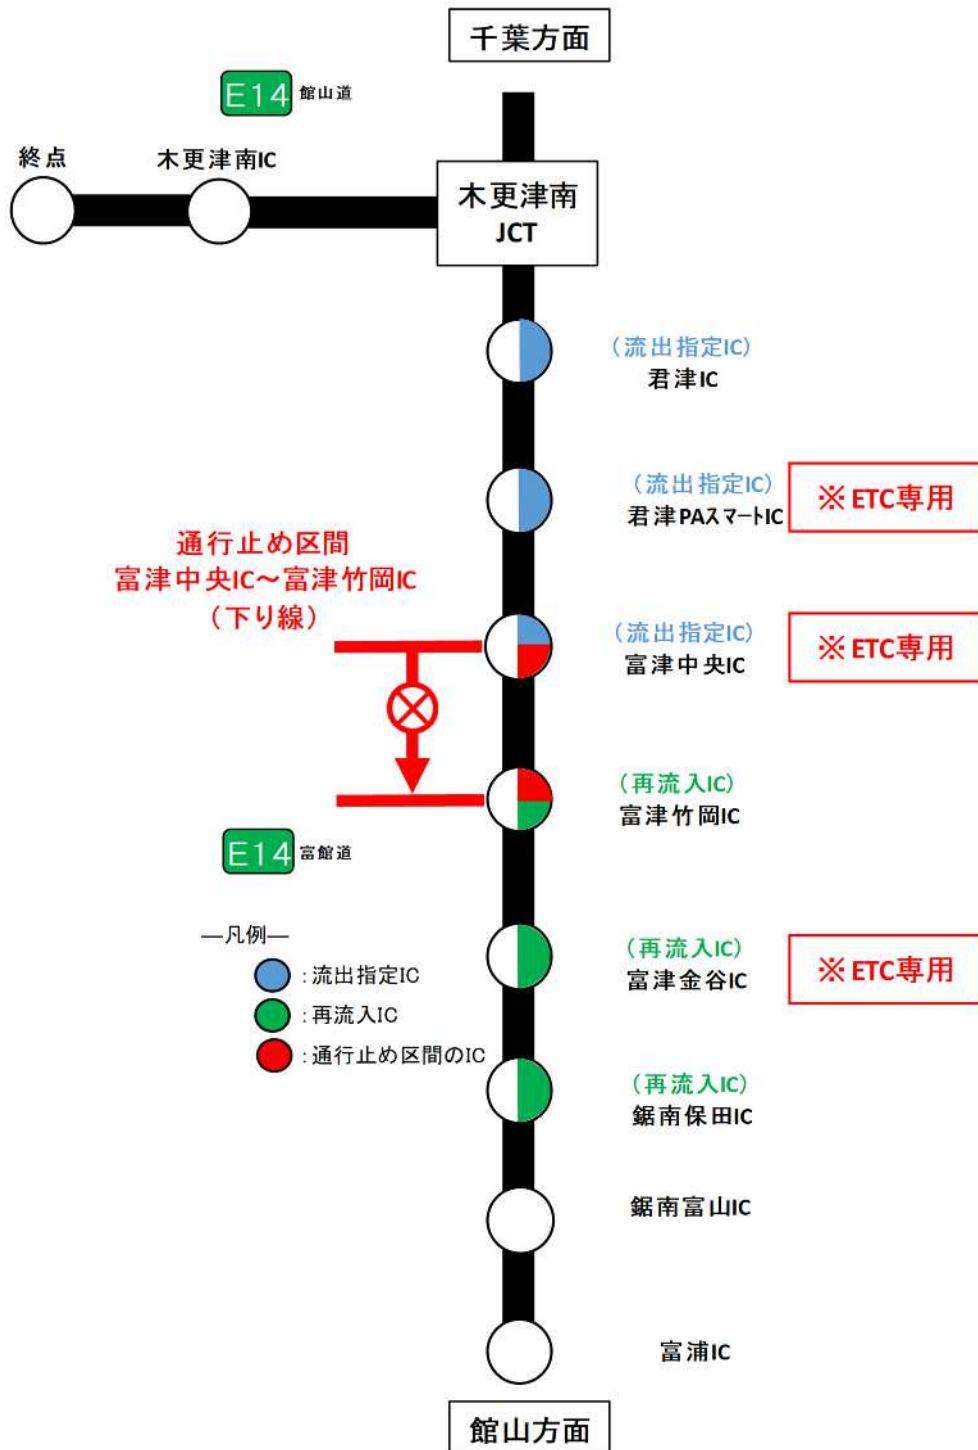 千葉方面
E14 館山道
終点
木更津南IC
木更津南
JCT
（流出指定IC）
君津IC
（流出指定IC）
君津PAスマートIC
※ETC専用
通行止め区間
富津中央IC～富津竹岡IC
（下り線）
（流出指定IC）
富津中央IC
※ETC専用
（再流入IC）
富津竹岡IC
E14 富館道
―凡例―
：流出指定IC
：再流入IC
：通行止め区間のIC
（再流入IC）
富津金谷IC
※ETC専用
（再流入IC）
鋸南保田IC
鋸南富山IC
富浦IC
館山方面